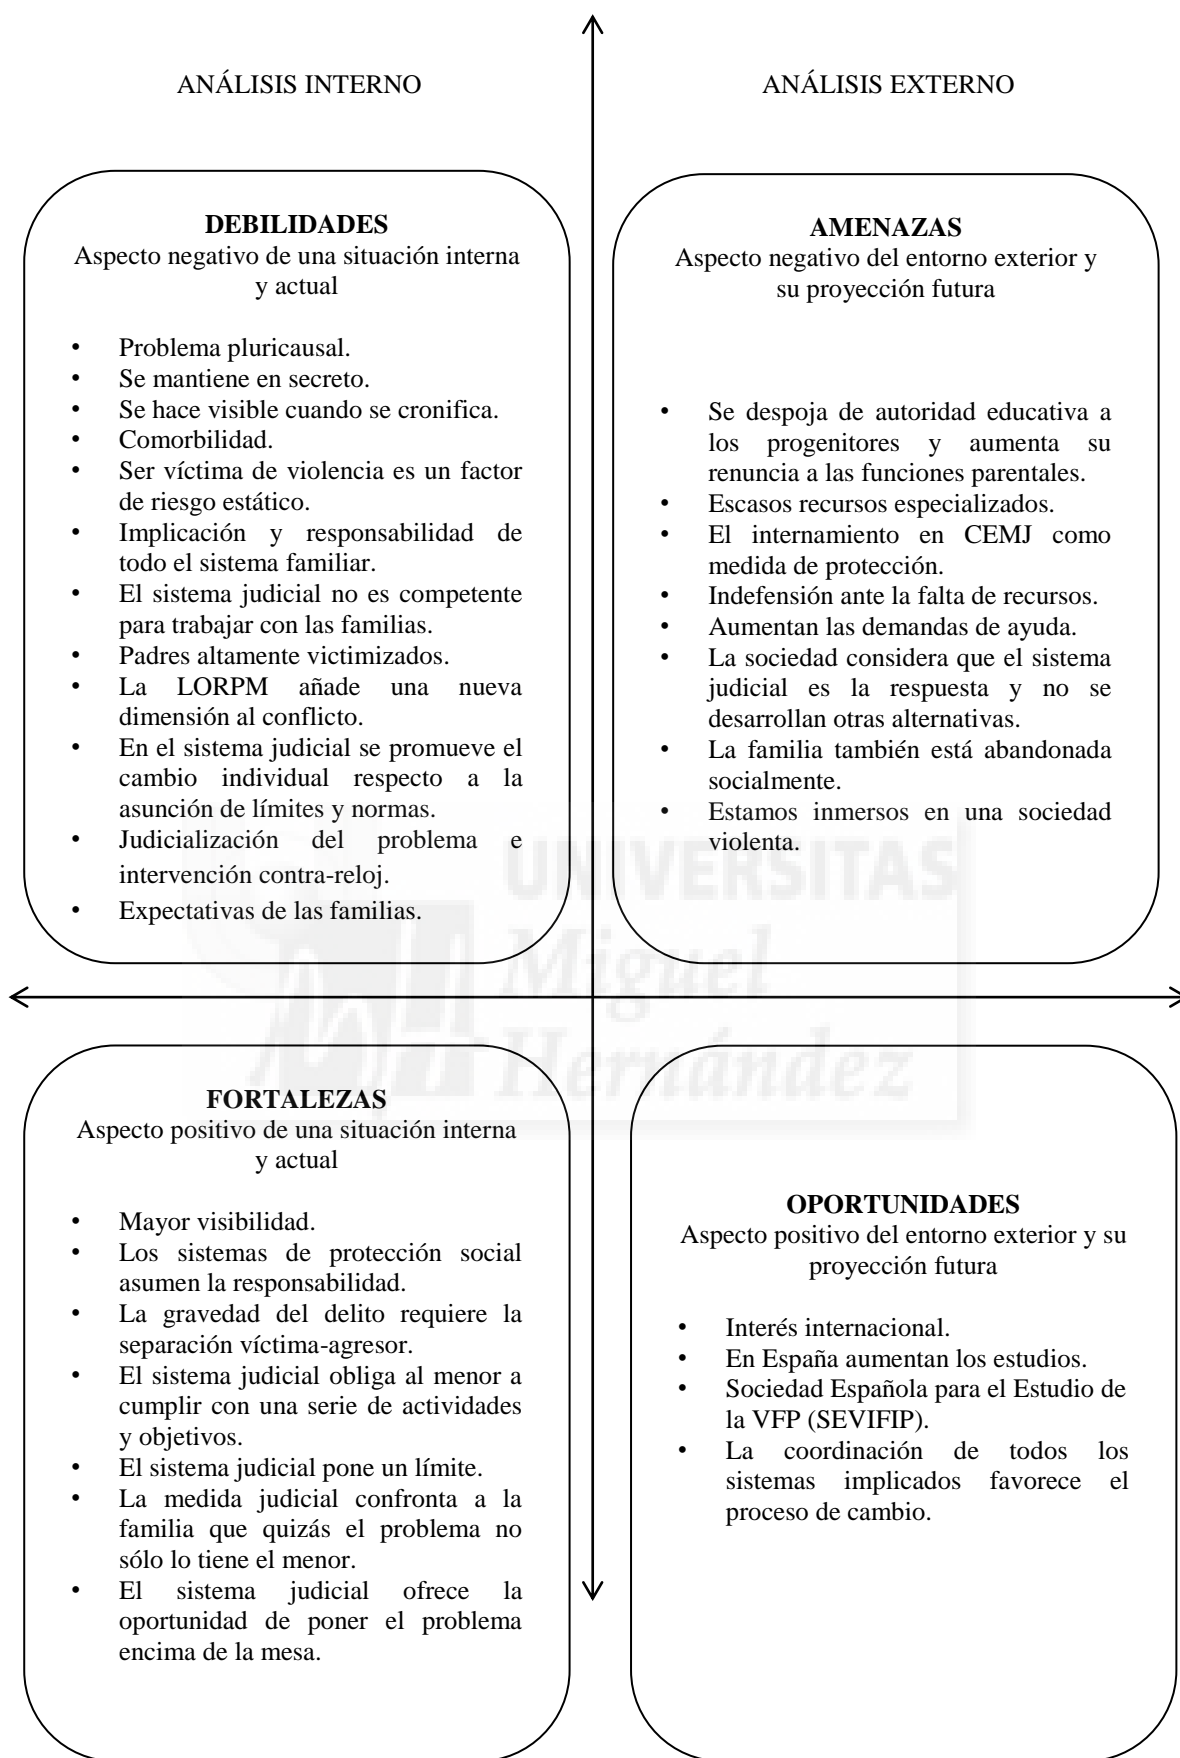 ANÁLISIS INTERNO
ANÁLISIS EXTERNO
DEBILIDADES
Aspecto negativo de una situación interna
y actual
• Problema pluricausal.
• Se mantiene en secreto.
• Se hace visible cuando se cronifica.
• Comorbilidad.
• Ser víctima de violencia es un factor
de riesgo estático.
• Implicación y responsabilidad de
todo el sistema familiar.
• El sistema judicial no es competente
para trabajar con las familias.
• Padres altamente victimizados.
• La LORPM añade una nueva
dimensión al conflicto.
• En el sistema judicial se promueve el
cambio individual respecto a la
asunción de límites y normas.
• Judicialización del problema e
intervención contra-reloj.
• Expectativas de las familias.
AMENAZAS
Aspecto negativo del entorno exterior y
su proyección futura
• Se despoja de autoridad educativa a
los progenitores y aumenta su
renuncia a las funciones parentales.
• Escasos recursos especializados.
• El internamiento en CEMJ como
medida de protección.
• Indefensión ante la falta de recursos.
• Aumentan las demandas de ayuda.
• La sociedad considera que el sistema
judicial es la respuesta y no se
desarrollan otras alternativas.
• La familia también está abandonada
socialmente.
• Estamos inmersos en una sociedad
violenta.
UNIVERSITAS
Miguel
Hernández
FORTALEZAS
Aspecto positivo de una situación interna
y actual
• Mayor visibilidad.
• Los sistemas de protección social
asumen la responsabilidad.
• La gravedad del delito requiere la
separación víctima-agresor.
• El sistema judicial obliga al menor a
cumplir con una serie de actividades
y objetivos.
• El sistema judicial pone un límite.
• La medida judicial confronta a la
familia que quizás el problema no
sólo lo tiene el menor.
• El sistema judicial ofrece la
oportunidad de poner el problema
encima de la mesa.
OPORTUNIDADES
Aspecto positivo del entorno exterior y su
proyección futura
• Interés internacional.
• En España aumentan los estudios.
• Sociedad Española para el Estudio de
la VFP (SEVIFIP).
• La coordinación de todos los
sistemas implicados favorece el
proceso de cambio.